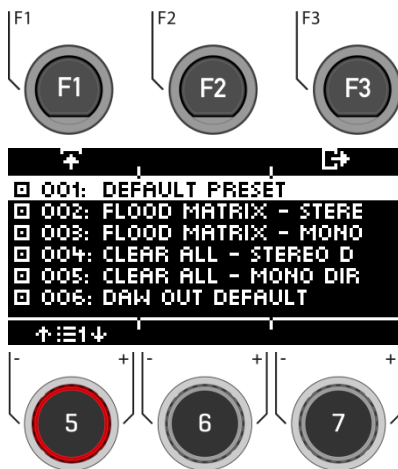 F1 F2 F3
F1 F2 F3
001: DEFAULT PRESET
002: FLOOD MATRIX - STERE
003: FLOOD MATRIX - MONO
004: CLEAR ALL - STEREO D
005: CLEAR ALL - MONO DIR
006: DAW OUT DEFAULT
1
- + - + - +
5 6 7